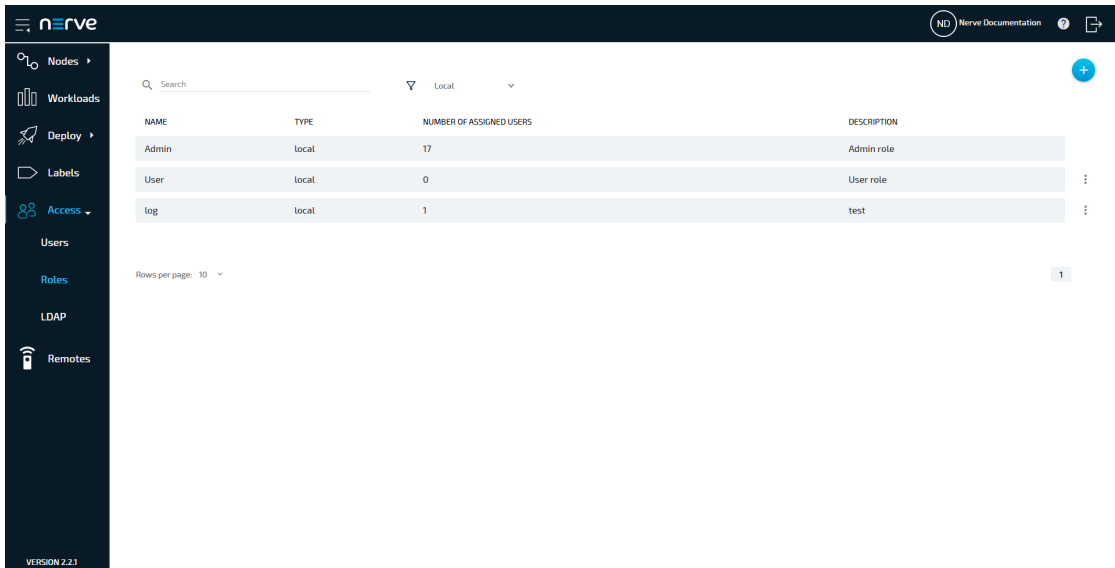 nerve
ND Nerve Documentation ?
Nodes
Workloads
Deploy
Labels
Access
Users
Roles
LDAP
Remotes
VERSION 2.2.1
Search Local
+
NAME TYPE NUMBER OF ASSIGNED USERS DESCRIPTION
Admin local 17 Admin role
User local 0 User role
log local 1 test
Rows per page: 10 1